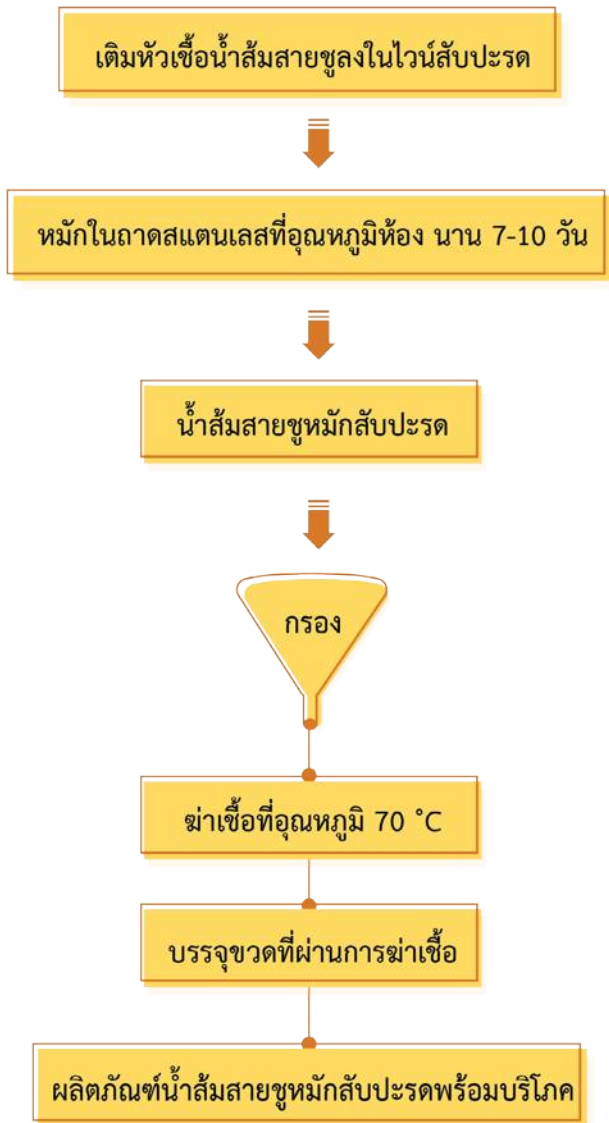 เติมหัวเชื้อน้ำส้มสายชูลงในไวน์สับปะรด
หมักในถาดสแตนเลสที่อุณหภูมิห้อง นาน 7-10 วัน
น้ำส้มสายชูหมักสับปะรด
กรอง
ฆ่าเชื้อที่อุณหภูมิ 70 °C
บรรจุขวดที่ผ่านการฆ่าเชื้อ
ผลิตภัณฑ์น้ำส้มสายชูหมักสับปะรดพร้อมบริโภค